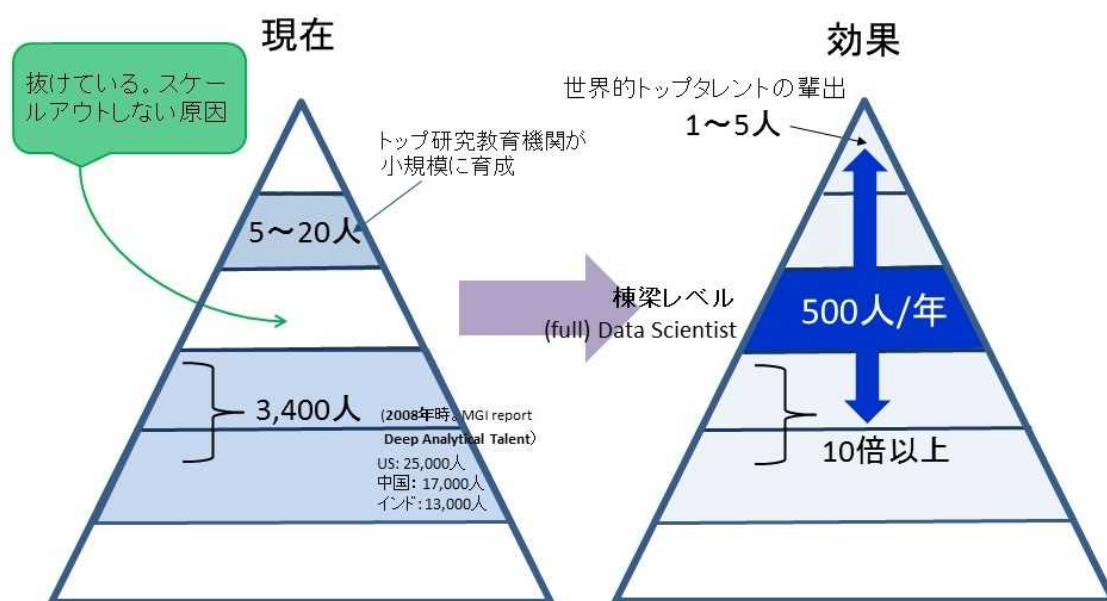 現在
抜けている。スケー
ルアウトしない原因
トップ研究教育機関が
小規模に育成
5～20人
3,400人
(2008年時。MGI report
Deep Analytical Talent)
US: 25,000人
中国: 17,000人
インド: 13,000人
効果
世界的トップタレントの輩出
1～5人
棟梁レベル
(full) Data Scientist
500人/年
10倍以上